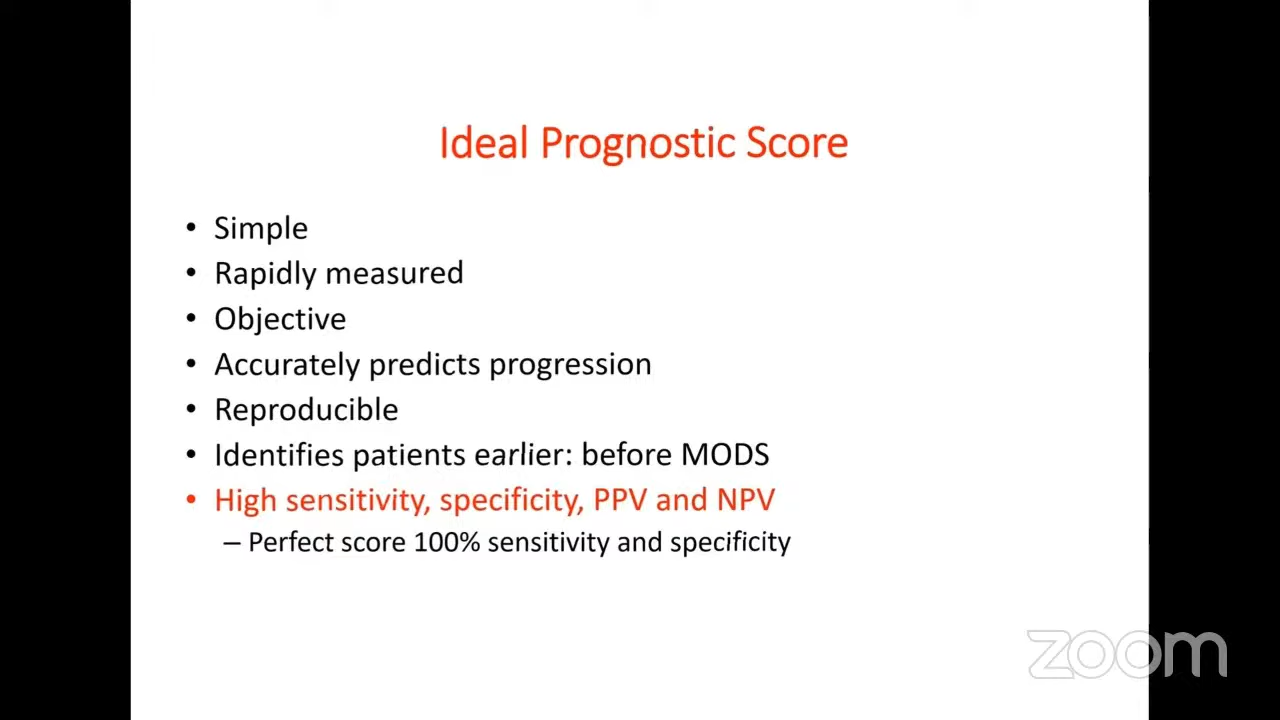 Ideal Prognostic Score
• Simple
• Rapidly measured
• Objective
• Accurately predicts progression
• Reproducible
• Identifies patients earlier: before MODS
• High sensitivity, specificity, PPV and NPV
– Perfect score 100% sensitivity and specificity
zoom